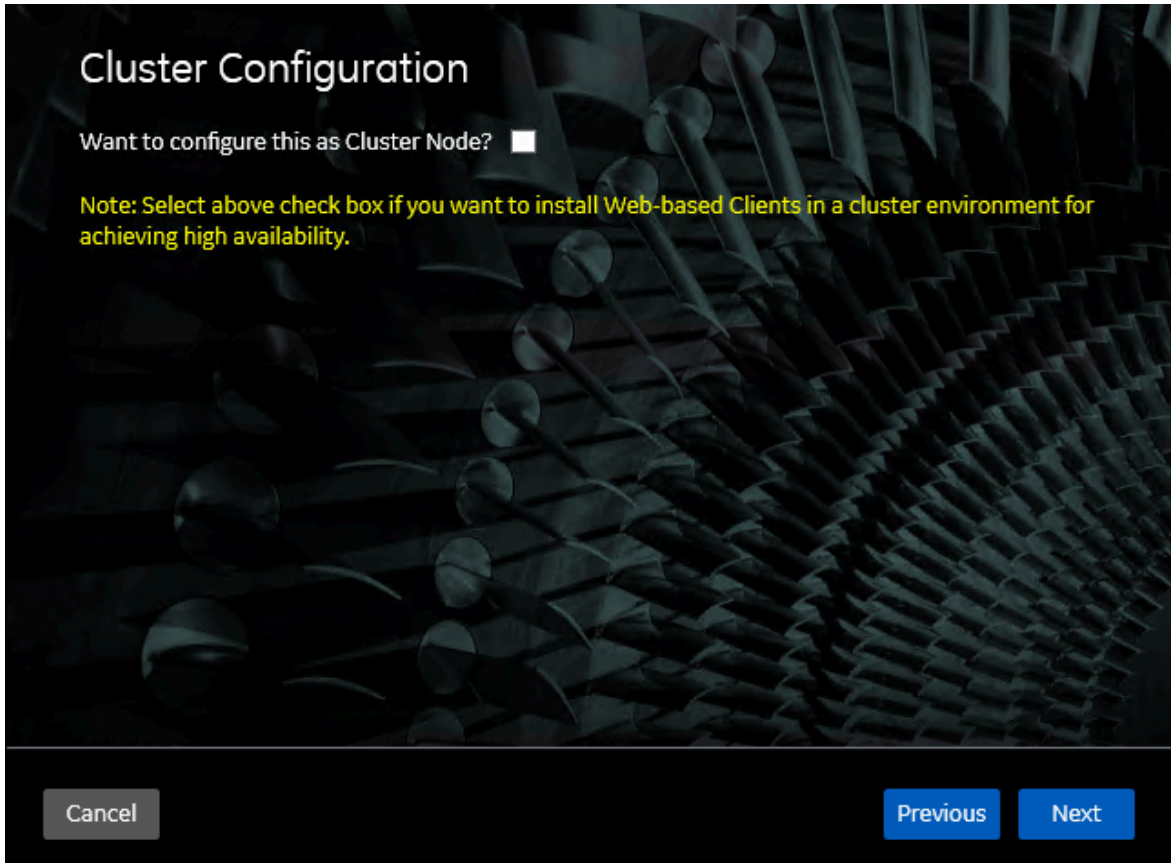 Cluster Configuration
Want to configure this as Cluster Node?
Note: Select above check box if you want to install Web-based Clients in a cluster environment for
achieving high availability.
Cancel
Previous
Next